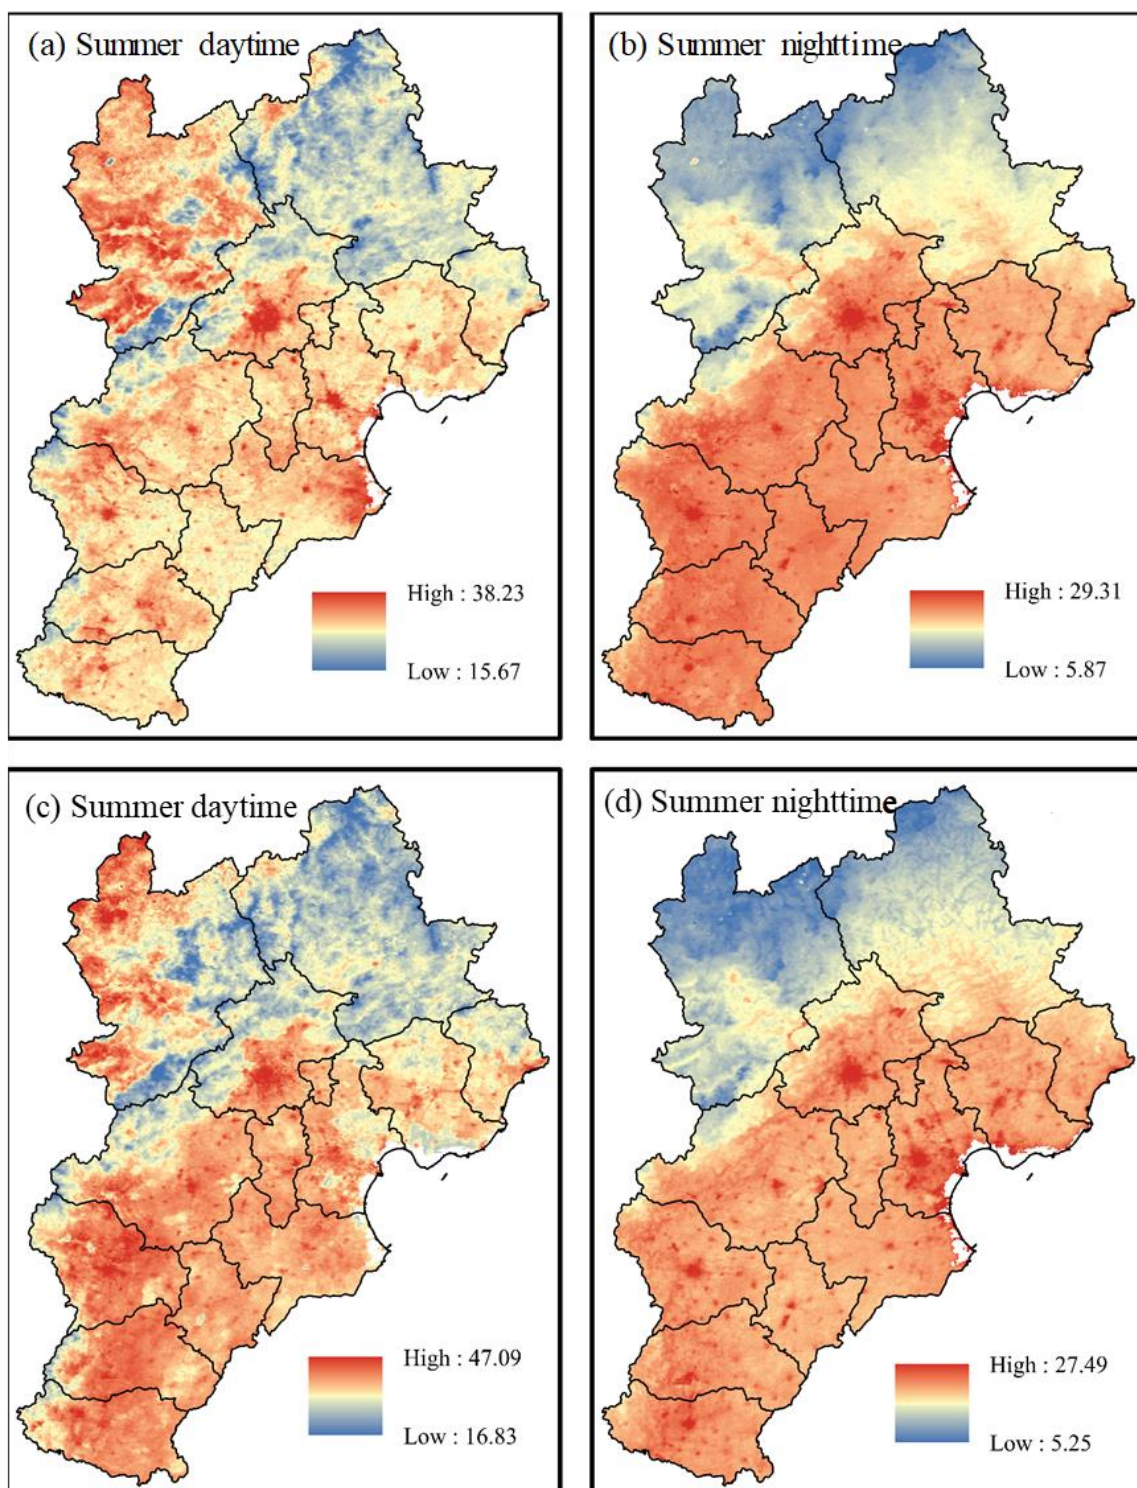 (a) Summer daytime
High : 38.23
Low : 15.67
(b) Summer nighttime
High : 29.31
Low : 5.87
(c) Summer daytime
High : 47.09
Low : 16.83
(d) Summer nighttime
High : 27.49
Low : 5.25